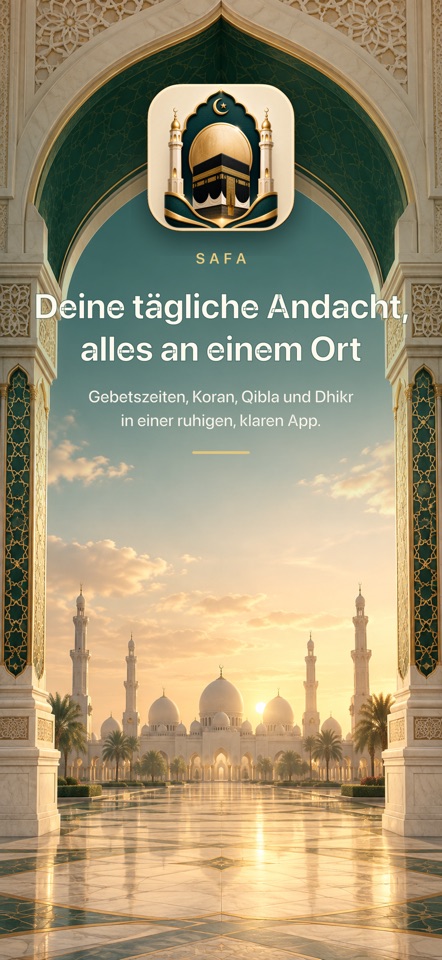 SAFA
Deine tägliche Andacht,
alles an einem Ort
Gebetszeiten, Koran, Qibla und Dhikr
in einer ruhigen, klaren App.